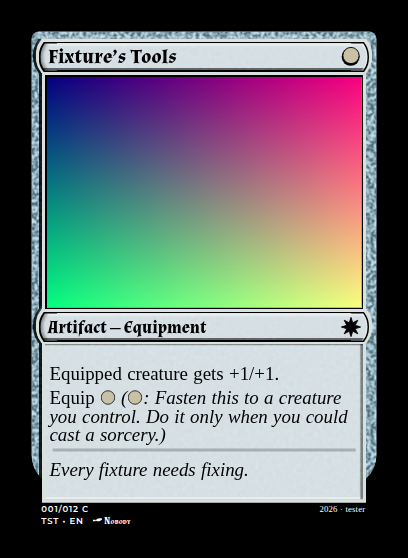 Fixture's Tools
Artifact – Equipment
Equipped creature gets +1/+1.
Equip (: Fasten this to a creature
you control. Do it only when you could
cast a sorcery.)
Every fixture needs fixing.
001/012 C
2026 · tester
TST • EN Nobody